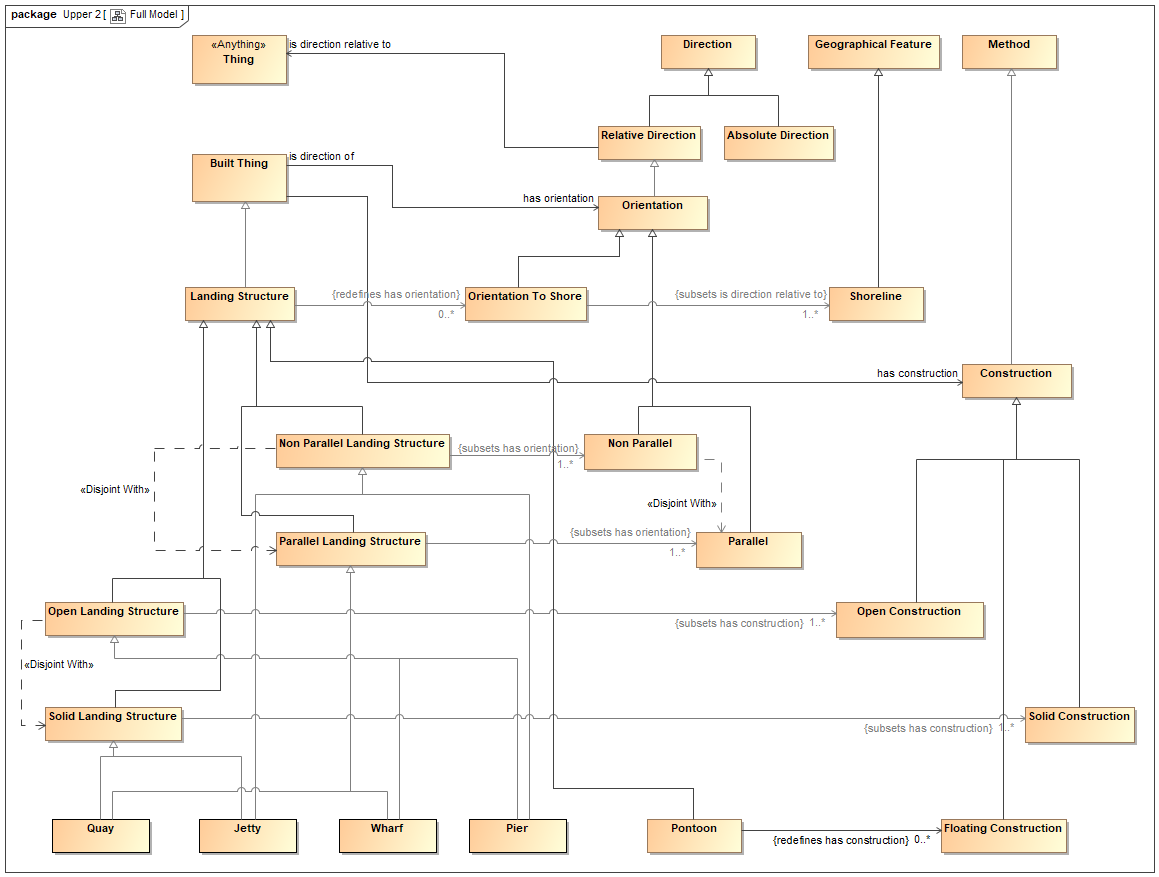 package Upper 2 [ Full Model ]
«Anything»
Thing
is direction relative to
Direction
Geographical Feature
Method
Relative Direction
Absolute Direction
Built Thing
is direction of
has orientation
Orientation
Landing Structure
{redefines has orientation}
0..*
Orientation To Shore
{subsets is direction relative to}
1..*
Shoreline
has construction
Construction
Non Parallel Landing Structure
{subsets has orientation}
1..*
Non Parallel
«Disjoint With»
«Disjoint With»
Parallel Landing Structure
{subsets has orientation}
1..*
Parallel
Open Landing Structure
{subsets has construction} 1..*
Open Construction
«Disjoint With»
Solid Landing Structure
{subsets has construction} 1..*
Solid Construction
Quay
Jetty
Wharf
Pier
Pontoon
{redefines has construction} 0..*
Floating Construction